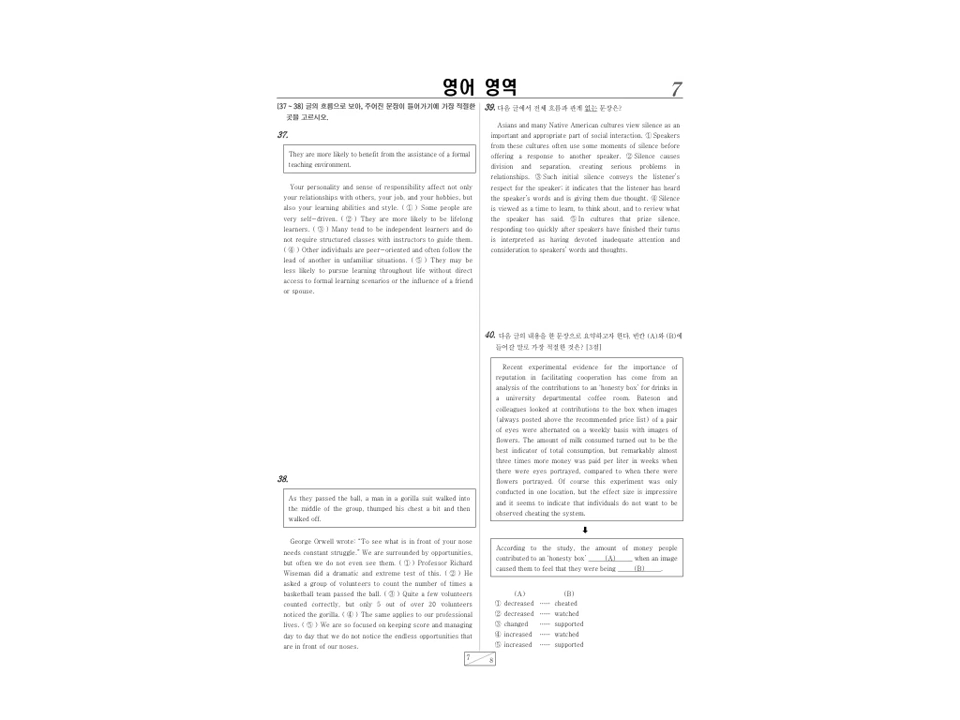 영어 영역
7
[37~38] 글의 흐름으로 보아, 주어진 문장이 들어가기에 가장 적절한
곳을 고르시오.
37.
They are more likely to benefit from the assistance of a formal
teaching environment.
Your personality and sense of responsibility affect not only
your relationships with others, your job, and your hobbies, but
also your learning abilities and style. ( ① ) Some people are
very self-driven. ( ② ) They are more likely to be lifelong
learners. ( ③ ) Many tend to be independent learners and do
not require structured classes with instructors to guide them.
( ④ ) Other individuals are peer-oriented and often follow the
lead of another in unfamiliar situations. ( ⑤ ) They may be
less likely to pursue learning throughout life without direct
access to formal learning scenarios or the influence of a friend
or spouse.
38.
As they passed the ball, a man in a gorilla suit walked into
the middle of the group, thumped his chest a bit and then
walked off.
George Orwell wrote: "To see what is in front of your nose
needs constant struggle." We are surrounded by opportunities,
but often we do not even see them. ( ① ) Professor Richard
Wiseman did a dramatic and extreme test of this. ( ② ) He
asked a group of volunteers to count the number of times a
basketball team passed the ball. ( ③ ) Quite a few volunteers
counted correctly, but only 5 out of over 20 volunteers
noticed the gorilla. ( ④ ) The same applies to our professional
lives. ( ⑤ ) We are so focused on keeping score and managing
day to day that we do not notice the endless opportunities that
are in front of our noses.
39. 다음 글에서 전체 흐름과 관계 없는 문장은?
Asians and many Native American cultures view silence as an
important and appropriate part of social interaction. ① Speakers
from these cultures often use some moments of silence before
offering a response to another speaker. ② Silence causes
division and separation, creating serious problems in
relationships. ③ Such initial silence conveys the listener's
respect for the speaker; it indicates that the listener has heard
the speaker's words and is giving them due thought. ④ Silence
is viewed as a time to learn, to think about, and to review what
the speaker has said. ⑤ In cultures that prize silence,
responding too quickly after speakers have finished their turns
is interpreted as having devoted inadequate attention and
consideration to speakers' words and thoughts.
40. 다음 글의 내용을 한 문장으로 요약하고자 한다. 빈칸 (A)와 (B)에
들어갈 말로 가장 적절한 것은? [3점]
Recent experimental evidence for the importance of
reputation in facilitating cooperation has come from an
analysis of the contributions to an 'honesty box' for drinks in
a university departmental coffee room. Bateson and
colleagues looked at contributions to the box when images
(always posted above the recommended price list) of a pair
of eyes were alternated on a weekly basis with images of
flowers. The amount of milk consumed turned out to be the
best indicator of total consumption, but remarkably almost
three times more money was paid per liter in weeks when
there were eyes portrayed, compared to when there were
flowers portrayed. Of course this experiment was only
conducted in one location, but the effect size is impressive
and it seems to indicate that individuals do not want to be
observed cheating the system.
According to the study, the amount of money people
contributed to an 'honesty box' (A) when an image
caused them to feel that they were being (B).
(A) (B)
① decreased ····· cheated
② decreased ····· watched
③ changed ····· supported
④ increased ····· watched
⑤ increased ····· supported
7 8